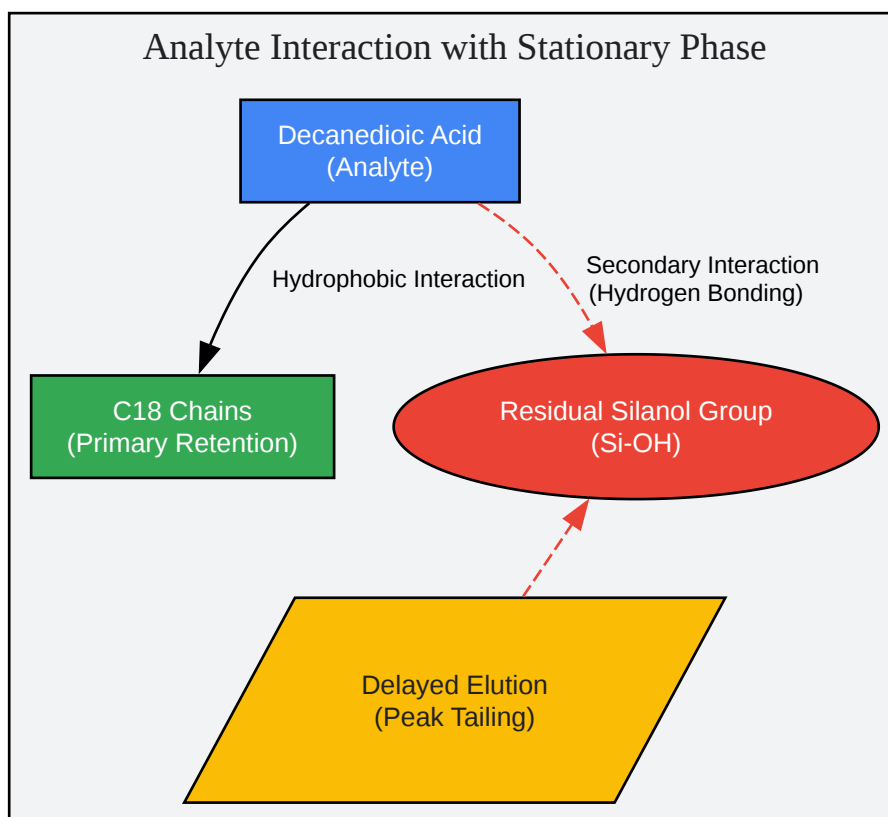 Analyte Interaction with Stationary Phase
Decanedioic Acid
(Analyte)
Hydrophobic Interaction
Secondary Interaction
(Hydrogen Bonding)
C18 Chains
(Primary Retention)
Residual Silanol Group
(Si-OH)
Delayed Elution
(Peak Tailing)